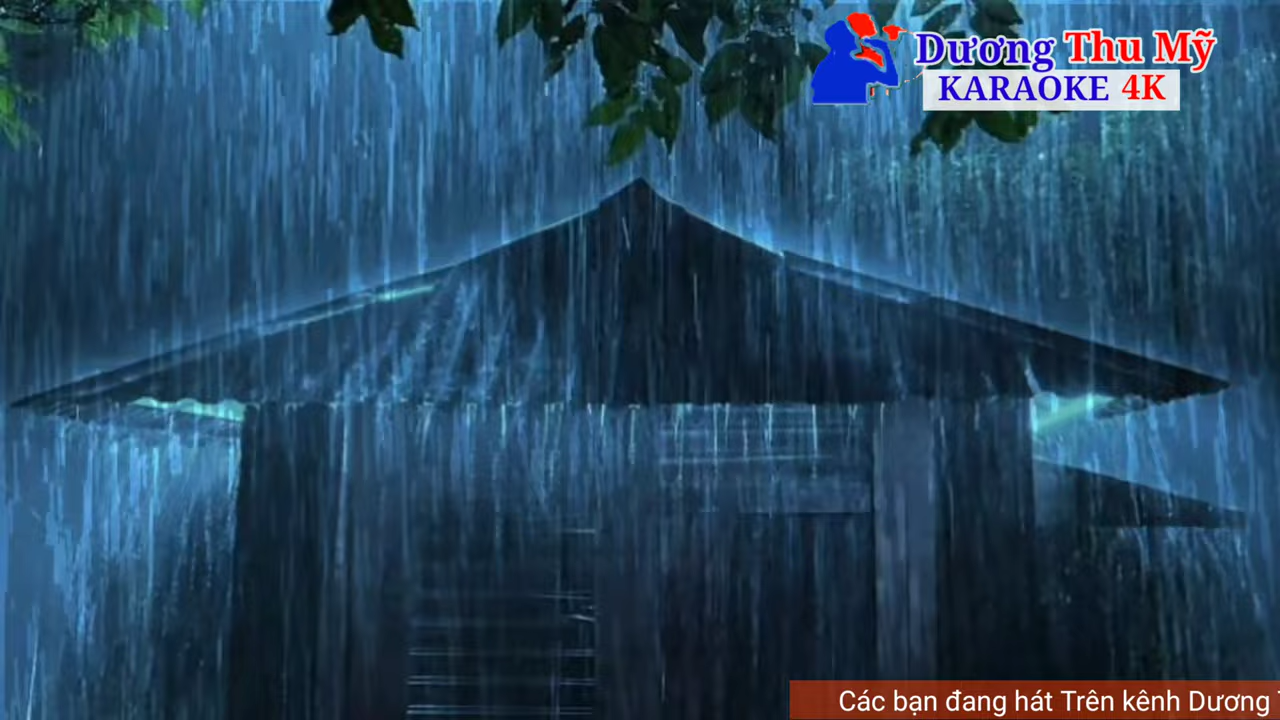 Dương Thu Mỹ
KARAOKE 4K
Các bạn đang hát Trên kênh Dương